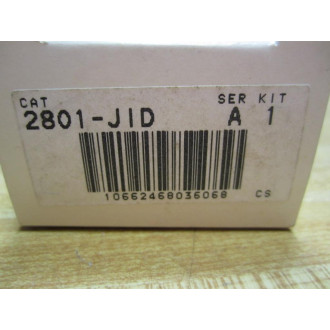 CAT SER KIT
2801-JID A 1
10662468036068 CS